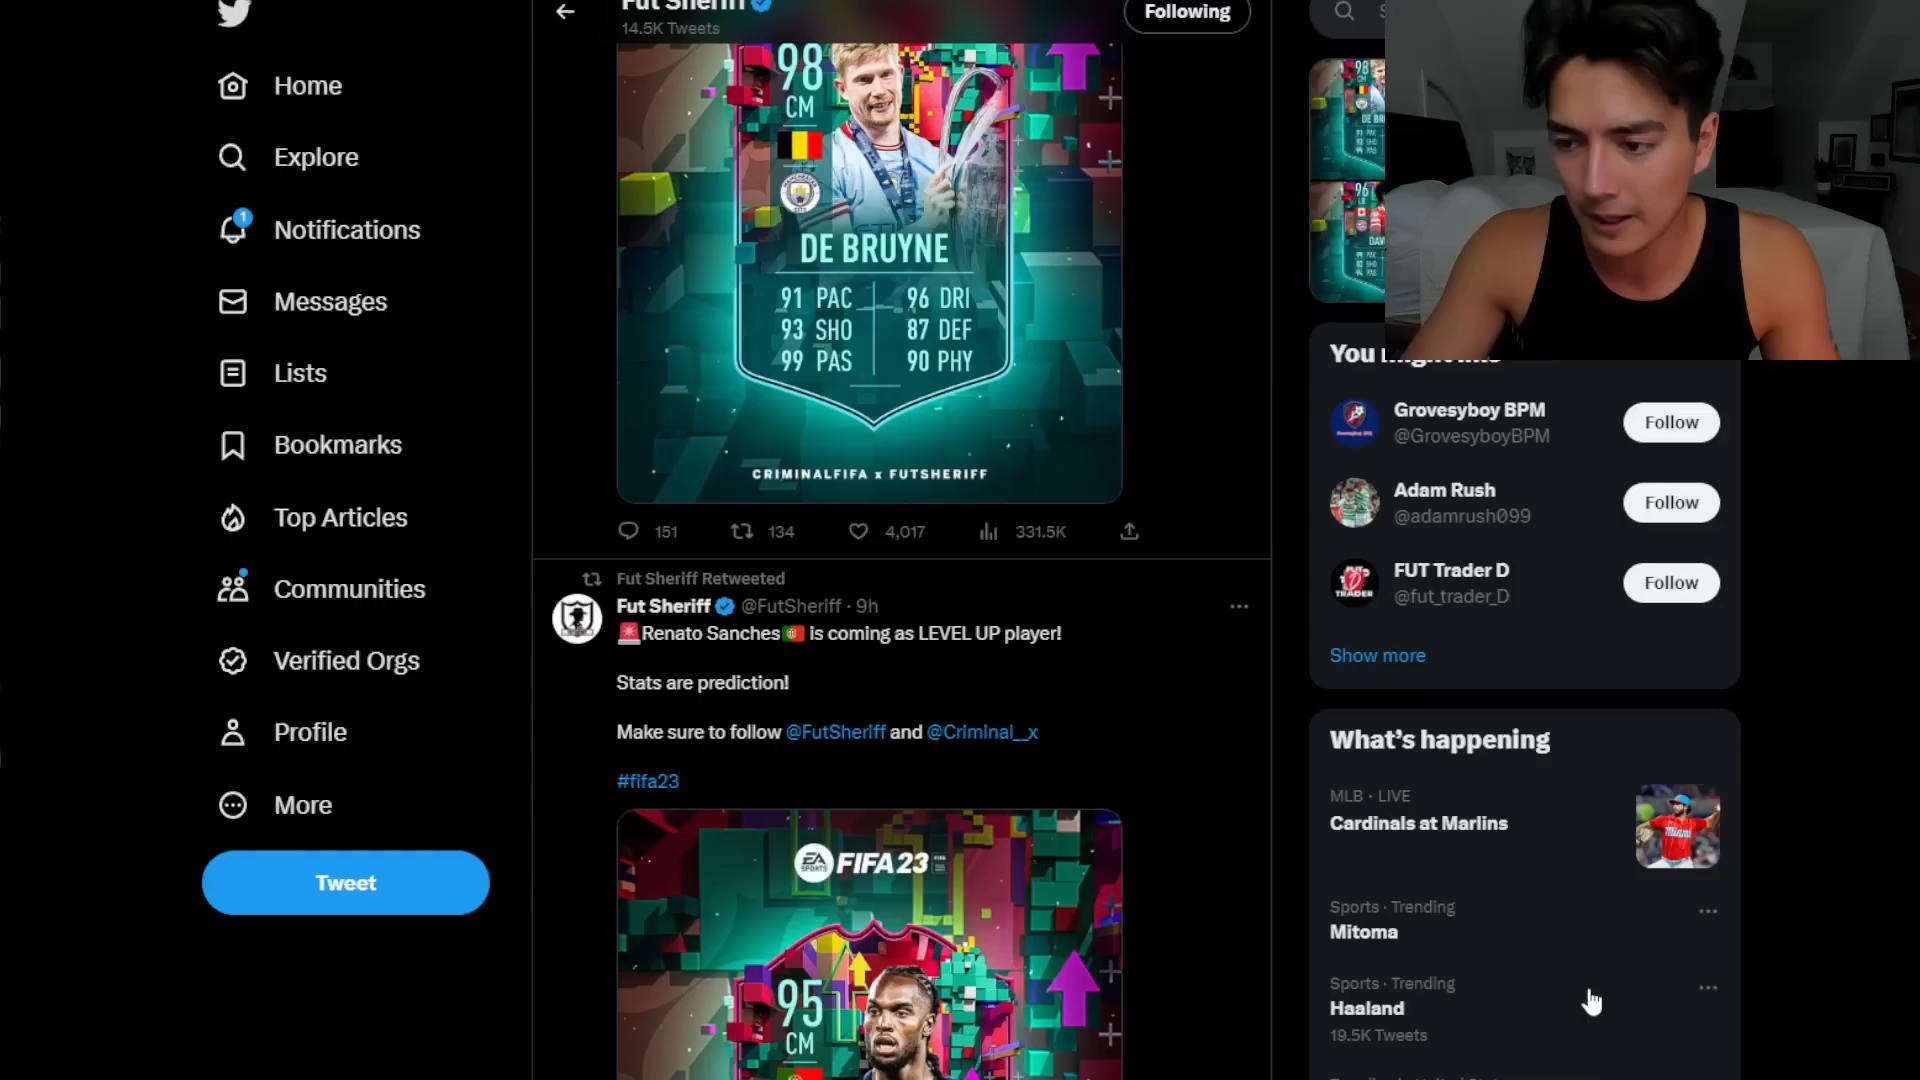 Home
Explore
1
Notifications
Messages
Lists
Bookmarks
Top Articles
Communities
Verified Orgs
Profile
More
Tweet
Fut Sheriff
14.5K Tweets
Following
98
CM
DE BRUYNE
91 PAC 96 DRI
93 SHO 87 DEF
99 PAS 90 PHY
CRIMINALFIFA x FUTSHERIFF
151 134 4,017 331.5K
Fut Sheriff Retweeted
Fut Sheriff @FutSheriff · 9h
🚨Renato Sanches🇵🇹 is coming as LEVEL UP player!
Stats are prediction!
Make sure to follow @FutSheriff and @Criminal__x
#fifa23
EA SPORTS FIFA 23
95
CM
You might like
Grovesyboy BPM
@GrovesyboyBPM
Follow
Adam Rush
@adamrush099
Follow
FUT Trader D
@fut_trader_D
Follow
Show more
What's happening
MLB · LIVE
Cardinals at Marlins
Sports · Trending
Mitoma
Sports · Trending
Haaland
19.5K Tweets